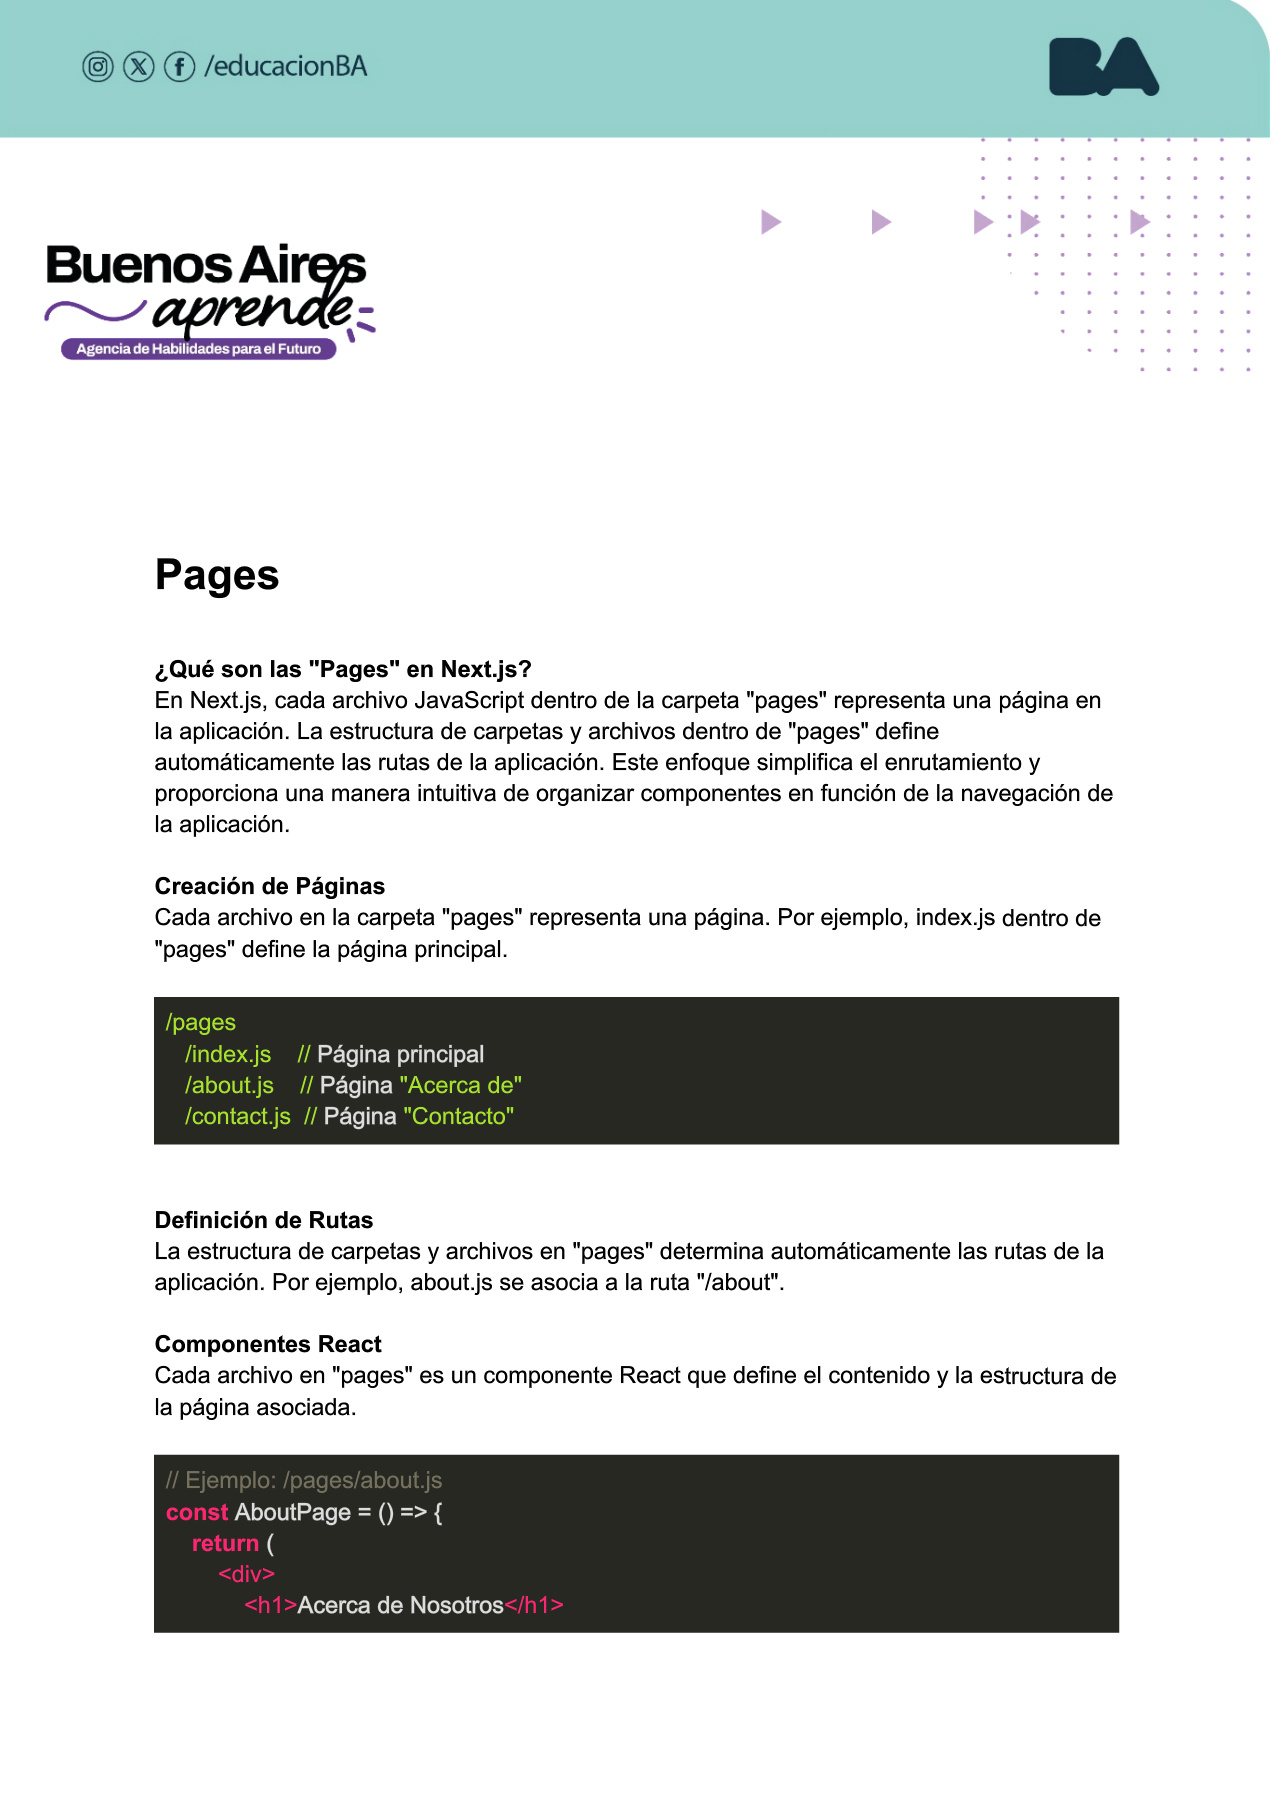 /educacionBA
BA
Buenos Aires
aprende
Agencia de Habilidades para el Futuro
Pages
¿Qué son las "Pages" en Next.js?
En Next.js, cada archivo JavaScript dentro de la carpeta "pages" representa una página en
la aplicación. La estructura de carpetas y archivos dentro de "pages" define
automáticamente las rutas de la aplicación. Este enfoque simplifica el enrutamiento y
proporciona una manera intuitiva de organizar componentes en función de la navegación de
la aplicación.
Creación de Páginas
Cada archivo en la carpeta "pages" representa una página. Por ejemplo, index.js dentro de
"pages" define la página principal.
/pages
/index.js // Página principal
/about.js // Página "Acerca de"
/contact.js // Página "Contacto"
Definición de Rutas
La estructura de carpetas y archivos en "pages" determina automáticamente las rutas de la
aplicación. Por ejemplo, about.js se asocia a la ruta "/about".
Componentes React
Cada archivo en "pages" es un componente React que define el contenido y la estructura de
la página asociada.
// Ejemplo: /pages/about.js
const AboutPage = () => {
return (
<div>
<h1>Acerca de Nosotros</h1>